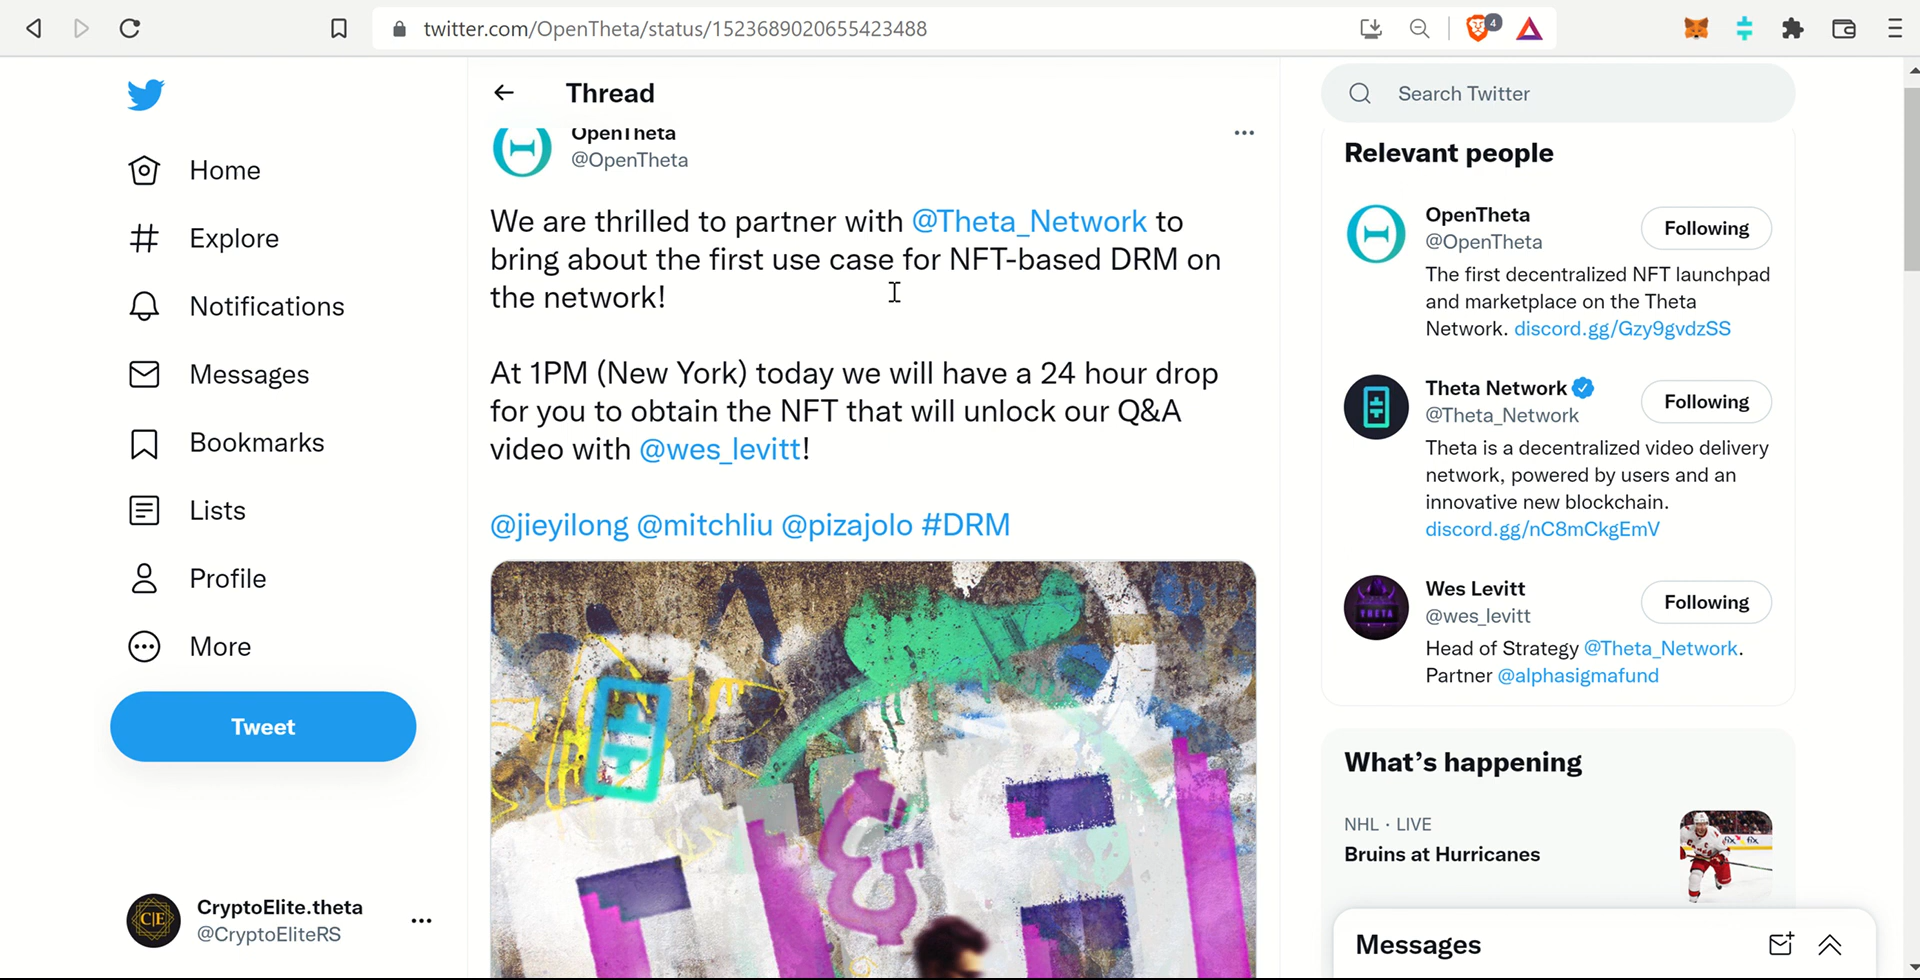 twitter.com/OpenTheta/status/1523689020655423488
4
Home
Explore
Notifications
Messages
Bookmarks
Lists
Profile
More
Tweet
CryptoElite.theta
@CryptoEliteRS
Thread
OpenTheta
@OpenTheta
We are thrilled to partner with @Theta_Network to
bring about the first use case for NFT-based DRM on
the network!
At 1PM (New York) today we will have a 24 hour drop
for you to obtain the NFT that will unlock our Q&A
video with @wes_levitt!
@jieyilong @mitchliu @pizajolo #DRM
&
Search Twitter
Relevant people
OpenTheta
@OpenTheta
Following
The first decentralized NFT launchpad
and marketplace on the Theta
Network. discord.gg/Gzy9gvdzSS
Theta Network
@Theta_Network
Following
Theta is a decentralized video delivery
network, powered by users and an
innovative new blockchain.
discord.gg/nC8mCkgEmV
THETA
Wes Levitt
@wes_levitt
Following
Head of Strategy @Theta_Network.
Partner @alphasigmafund
What's happening
NHL · LIVE
Bruins at Hurricanes
Messages
C|E